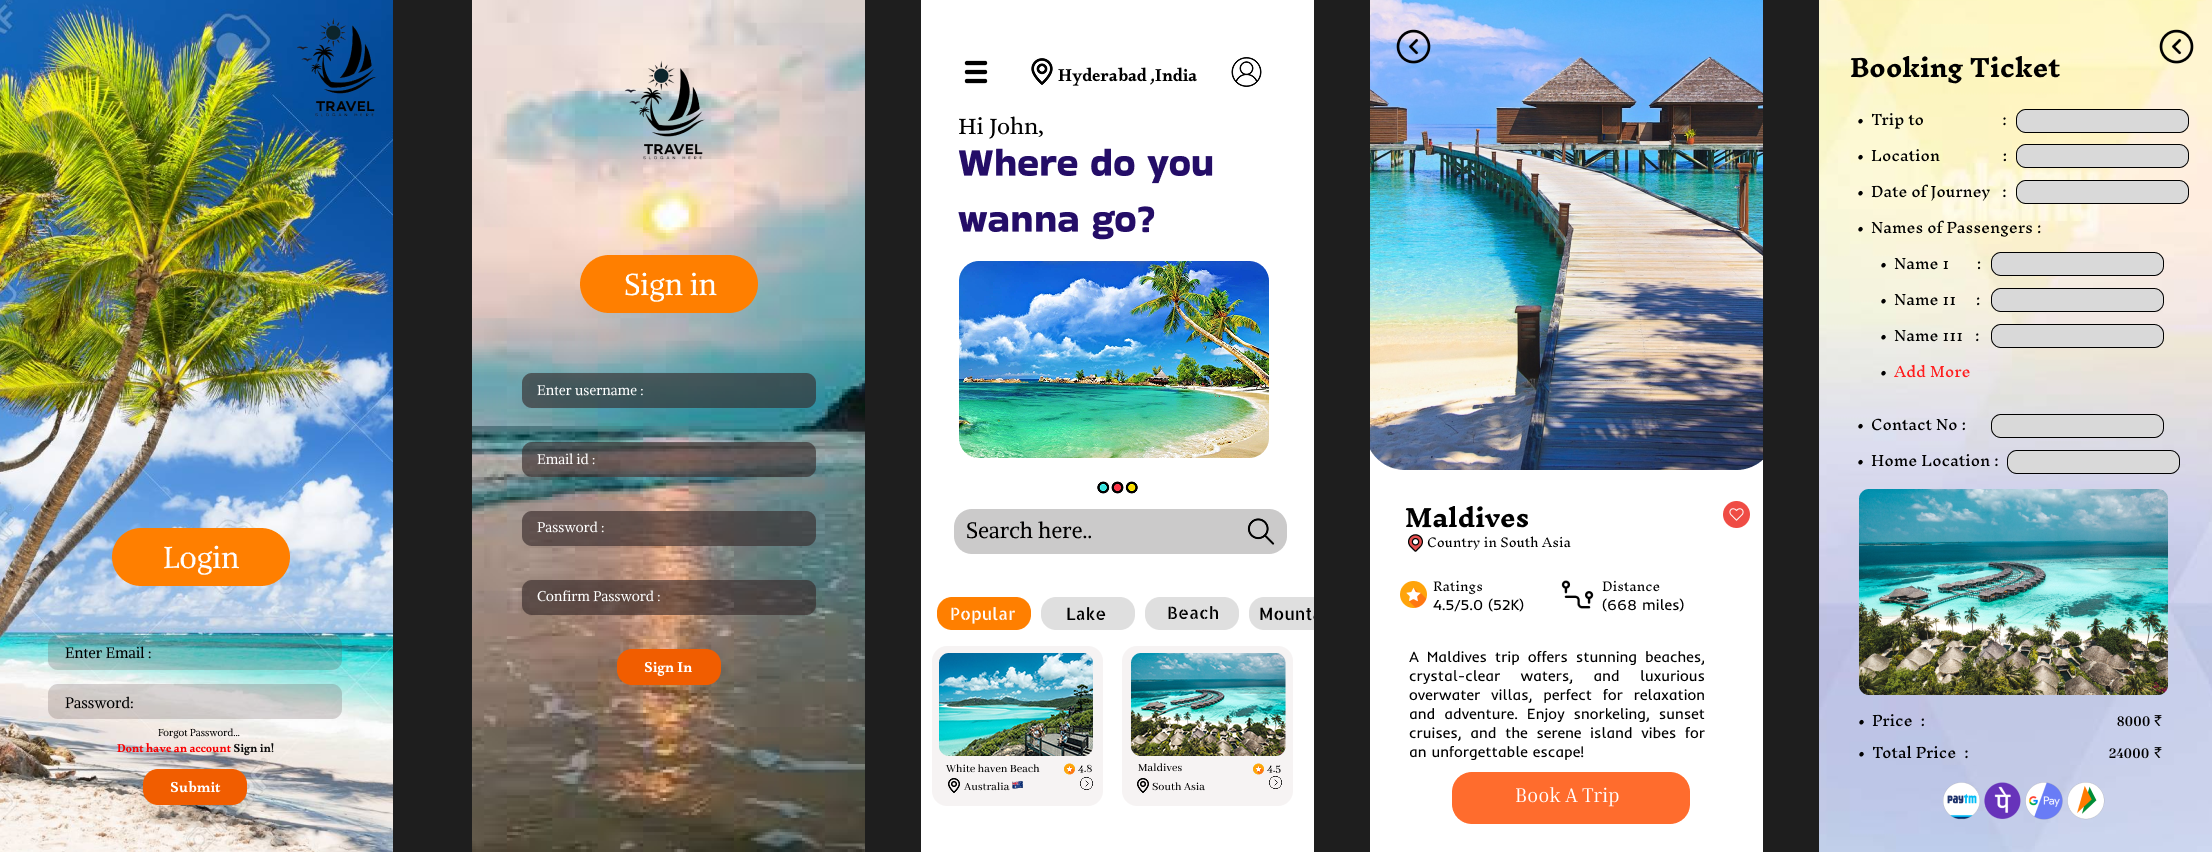 TRAVEL
SLOGAN HERE
Login
Enter Email :
Password:
Forgot Password...
Dont have an account Sign in!
Submit
TRAVEL
SLOGAN HERE
Sign in
Enter username :
Email id :
Password :
Confirm Password :
Sign In
Hyderabad ,India
Hi John,
Where do you
wanna go?
Search here..
Popular
Lake
Beach
Mounta
White haven Beach
4.8
Australia
Maldives
4.5
South Asia
Maldives
Country in South Asia
Ratings
4.5/5.0 (52K)
Distance
(668 miles)
A Maldives trip offers stunning beaches,
crystal-clear waters, and luxurious
overwater villas, perfect for relaxation
and adventure. Enjoy snorkeling, sunset
cruises, and the serene island vibes for
an unforgettable escape!
Book A Trip
Booking Ticket
• Trip to :
• Location :
• Date of Journey :
• Names of Passengers :
• Name I :
• Name II :
• Name III :
• Add More
• Contact No :
• Home Location :
• Price : 8000 ₹
• Total Price : 24000 ₹
paytm
पे
G Pay
alamy